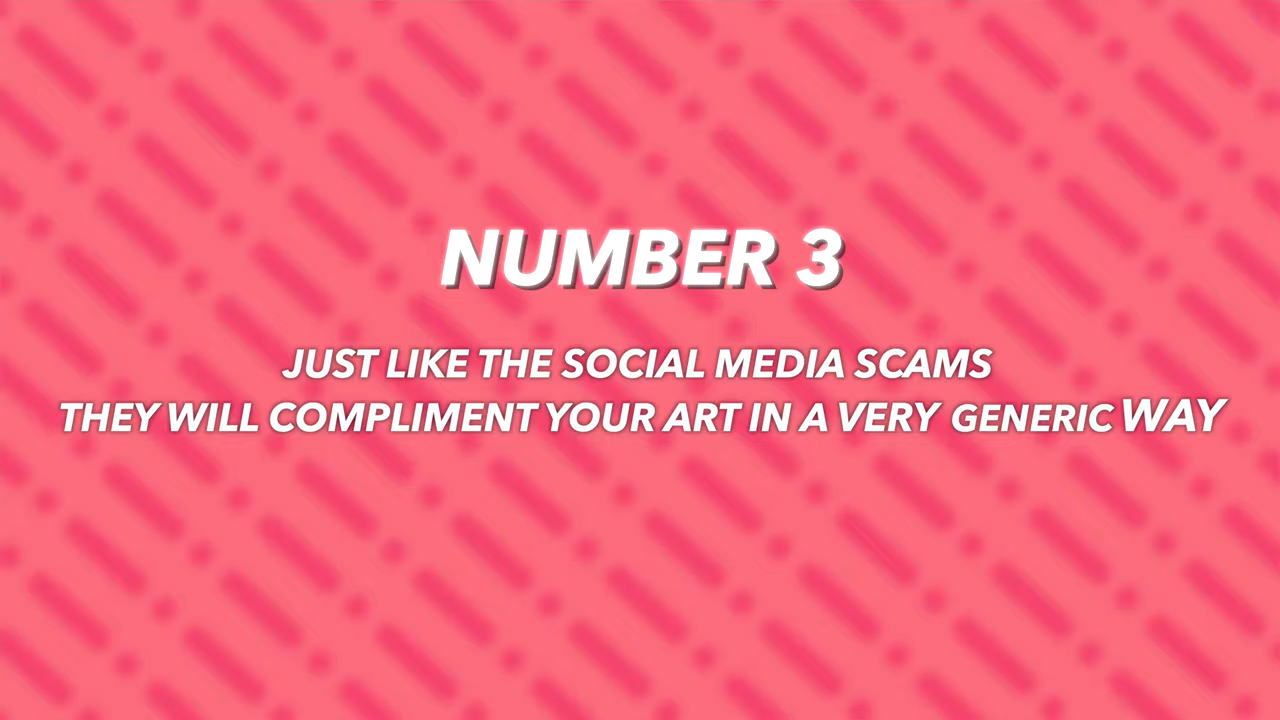 NUMBER 3
JUST LIKE THE SOCIAL MEDIA SCAMS
THEY WILL COMPLIMENT YOUR ART IN A VERY GENERIC WAY